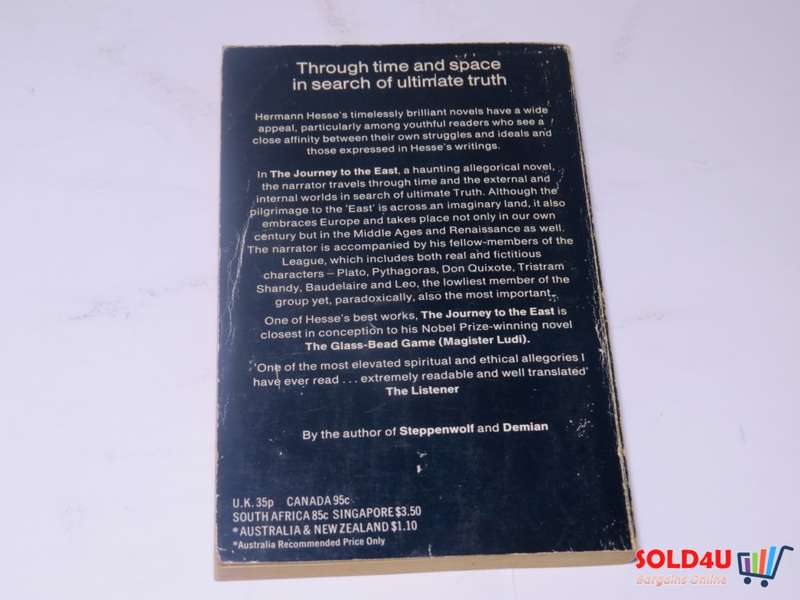 Through time and space
in search of ultimate truth
Hermann Hesse's timelessly brilliant novels have a wide
appeal, particularly among youthful readers who see a
close affinity between their own struggles and ideals and
those expressed in Hesse's writings.
In The Journey to the East, a haunting allegorical novel,
the narrator travels through time and the external and
internal worlds in search of ultimate Truth. Although the
pilgrimage to the 'East' is across an imaginary land, it also
embraces Europe and takes place not only in our own
century but in the Middle Ages and Renaissance as well.
The narrator is accompanied by his fellow-members of the
League, which includes both real and fictitious
characters – Plato, Pythagoras, Don Quixote, Tristram
Shandy, Baudelaire and Leo, the lowliest member of the
group yet, paradoxically, also the most important.
One of Hesse's best works, The Journey to the East is
closest in conception to his Nobel Prize-winning novel
The Glass-Bead Game (Magister Ludi).
'One of the most elevated spiritual and ethical allegories I
have ever read . . . extremely readable and well translated'
The Listener
By the author of Steppenwolf and Demian
U.K. 35p CANADA 95c
SOUTH AFRICA 85c SINGAPORE $3.50
*AUSTRALIA & NEW ZEALAND $1.10
*Australia Recommended Price Only
SOLD4U
Bargains Online